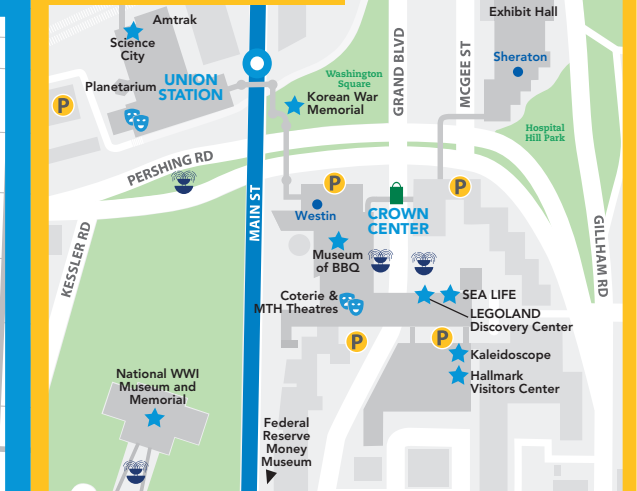 Exhibit Hall
Amtrak
Science
City
Sheraton
Planetarium
UNION
STATION
Washington
Square
Korean War
Memorial
GRAND BLVD
MCGEE ST
P
Hospital
Hill Park
PERSHING RD
P
P
MAIN ST
Westin
CROWN
CENTER
KESSLER RD
GILLHAM RD
Museum
of BBQ
Coterie &
MTH Theatres
SEA LIFE
LEGOLAND
Discovery Center
P
P
Kaleidoscope
Hallmark
Visitors Center
National WWI
Museum and
Memorial
Federal
Reserve
Money
Museum